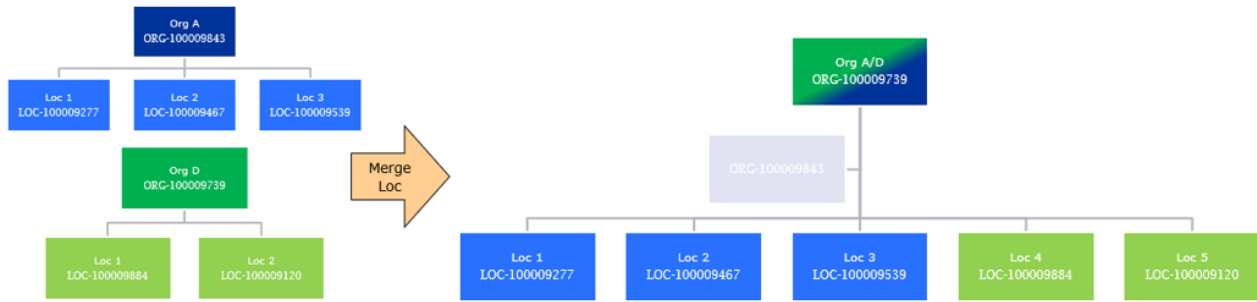 Org A
ORG-100009843
Loc 1
LOC-100009277
Loc 2
LOC-100009467
Loc 3
LOC-100009539
Org D
ORG-100009739
Loc 1
LOC-100009884
Loc 2
LOC-100009120
Merge
Loc
Org A/D
ORG-100009739
ORG-100009843
Loc 1
LOC-100009277
Loc 2
LOC-100009467
Loc 3
LOC-100009539
Loc 4
LOC-100009884
Loc 5
LOC-100009120